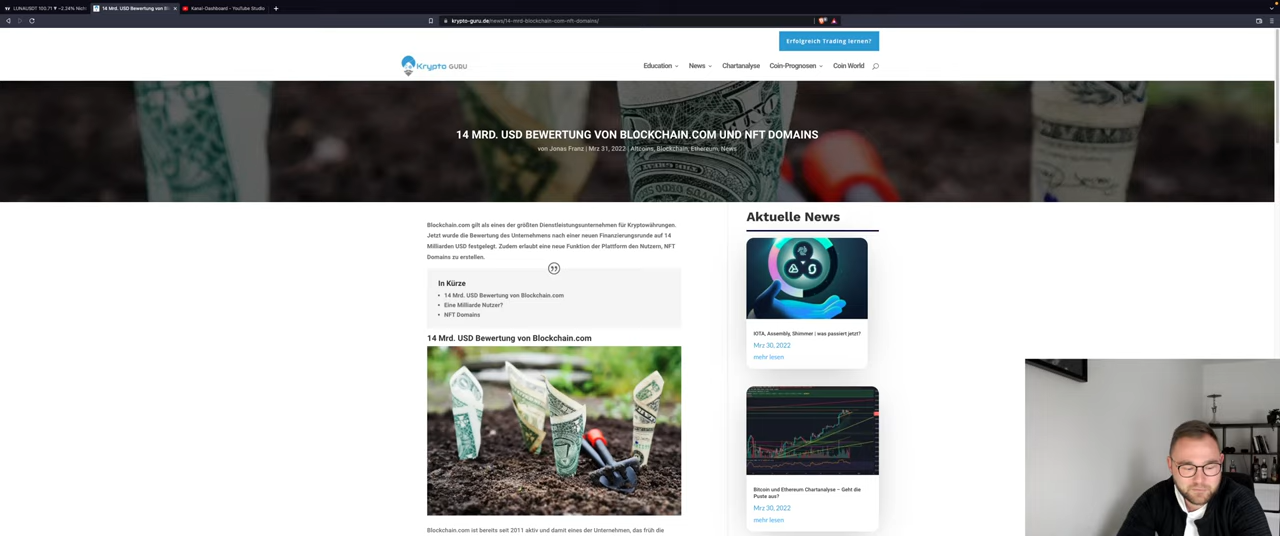 LUNAUSDT 100.71 ▼ −2.24% Nich
14 Mrd. USD Bewertung von Bl
Kanal-Dashboard - YouTube Studio
krypto-guru.de/news/14-mrd-blockchain-com-nft-domains/
Erfolgreich Trading lernen?
Krypto GURU
Education
News
Chartanalyse
Coin-Prognosen
Coin World
14 MRD. USD BEWERTUNG VON BLOCKCHAIN.COM UND NFT DOMAINS
von Jonas Franz | Mrz 31, 2022 | Altcoins, Blockchain, Ethereum, News
Blockchain.com gilt als eines der größten Dienstleistungsunternehmen für Kryptowährungen.
Jetzt wurde die Bewertung des Unternehmens nach einer neuen Finanzierungsrunde auf 14
Milliarden USD festgelegt. Zudem erlaubt eine neue Funktion der Plattform den Nutzern, NFT
Domains zu erstellen.
In Kürze
14 Mrd. USD Bewertung von Blockchain.com
Eine Milliarde Nutzer?
NFT Domains
14 Mrd. USD Bewertung von Blockchain.com
Blockchain.com ist bereits seit 2011 aktiv und damit eines der Unternehmen, das früh die
Aktuelle News
IOTA, Assembly, Shimmer | was passiert jetzt?
Mrz 30, 2022
mehr lesen
Bitcoin und Ethereum Chartanalyse – Geht die
Puste aus?
Mrz 30, 2022
mehr lesen